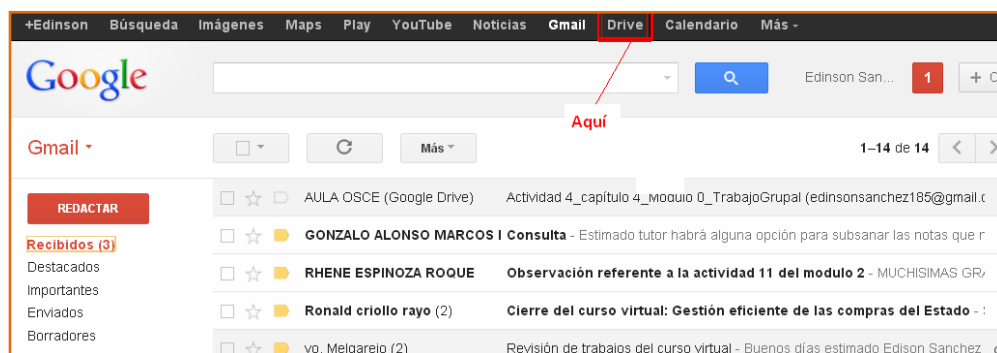 +Edinson Búsqueda Imágenes Maps Play YouTube Noticias Gmail Drive Calendario Más
Google
Edinson San... 1 +
Aquí
Gmail
Más
1–14 de 14
REDACTAR
AULA OSCE (Google Drive) Actividad 4_capítulo 4_Modulo 0_TrabajoGrupal (edinsonsanchez185@gmail.c
Recibidos (3)
GONZALO ALONSO MARCOS Consulta - Estimado tutor habrá alguna opción para subsanar las notas que
Destacados
RHENE ESPINOZA ROQUE Observación referente a la actividad 11 del modulo 2 - MUCHISIMAS
Importantes
Enviados
Ronald criollo rayo (2) Cierre del curso virtual: Gestión eficiente de las compras del Estado -
Borradores
yo, Melgarejo (2) Revisión de trabajos del curso virtual - Buenos días estimado Edison Sanchez